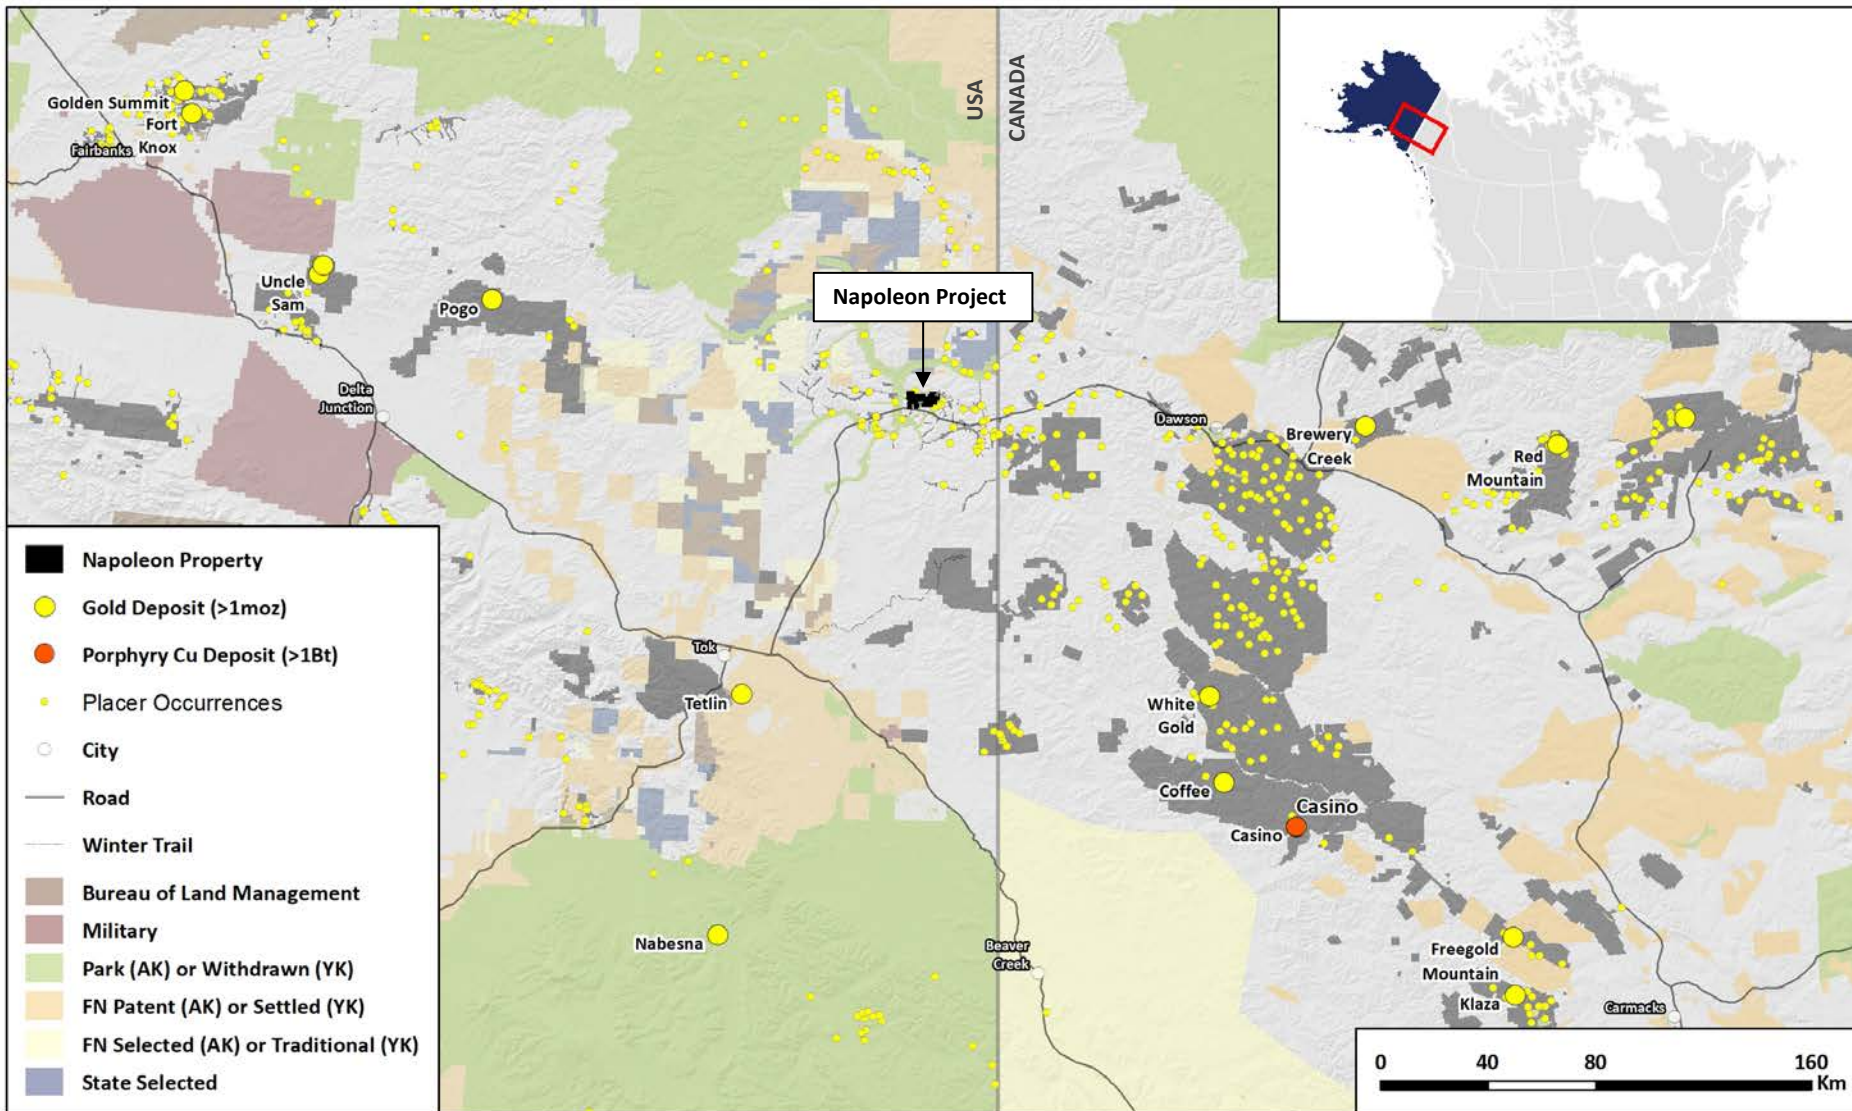 USA
CANADA
Golden Summit
Fort
Knox
Fairbanks
Uncle
Sam
Pogo
Napoleon Project
Delta
Junction
Dawson
Brewery
Creek
Red
Mountain
Tok
Tetlin
White
Gold
Coffee
Casino
Casino
Nabesna
Beaver
Creek
Freegold
Mountain
Klaza
Carmacks
Napoleon Property
Gold Deposit (>1moz)
Porphyry Cu Deposit (>1Bt)
Placer Occurrences
City
Road
Winter Trail
Bureau of Land Management
Military
Park (AK) or Withdrawn (YK)
FN Patent (AK) or Settled (YK)
FN Selected (AK) or Traditional (YK)
State Selected
0 40 80 160
Km